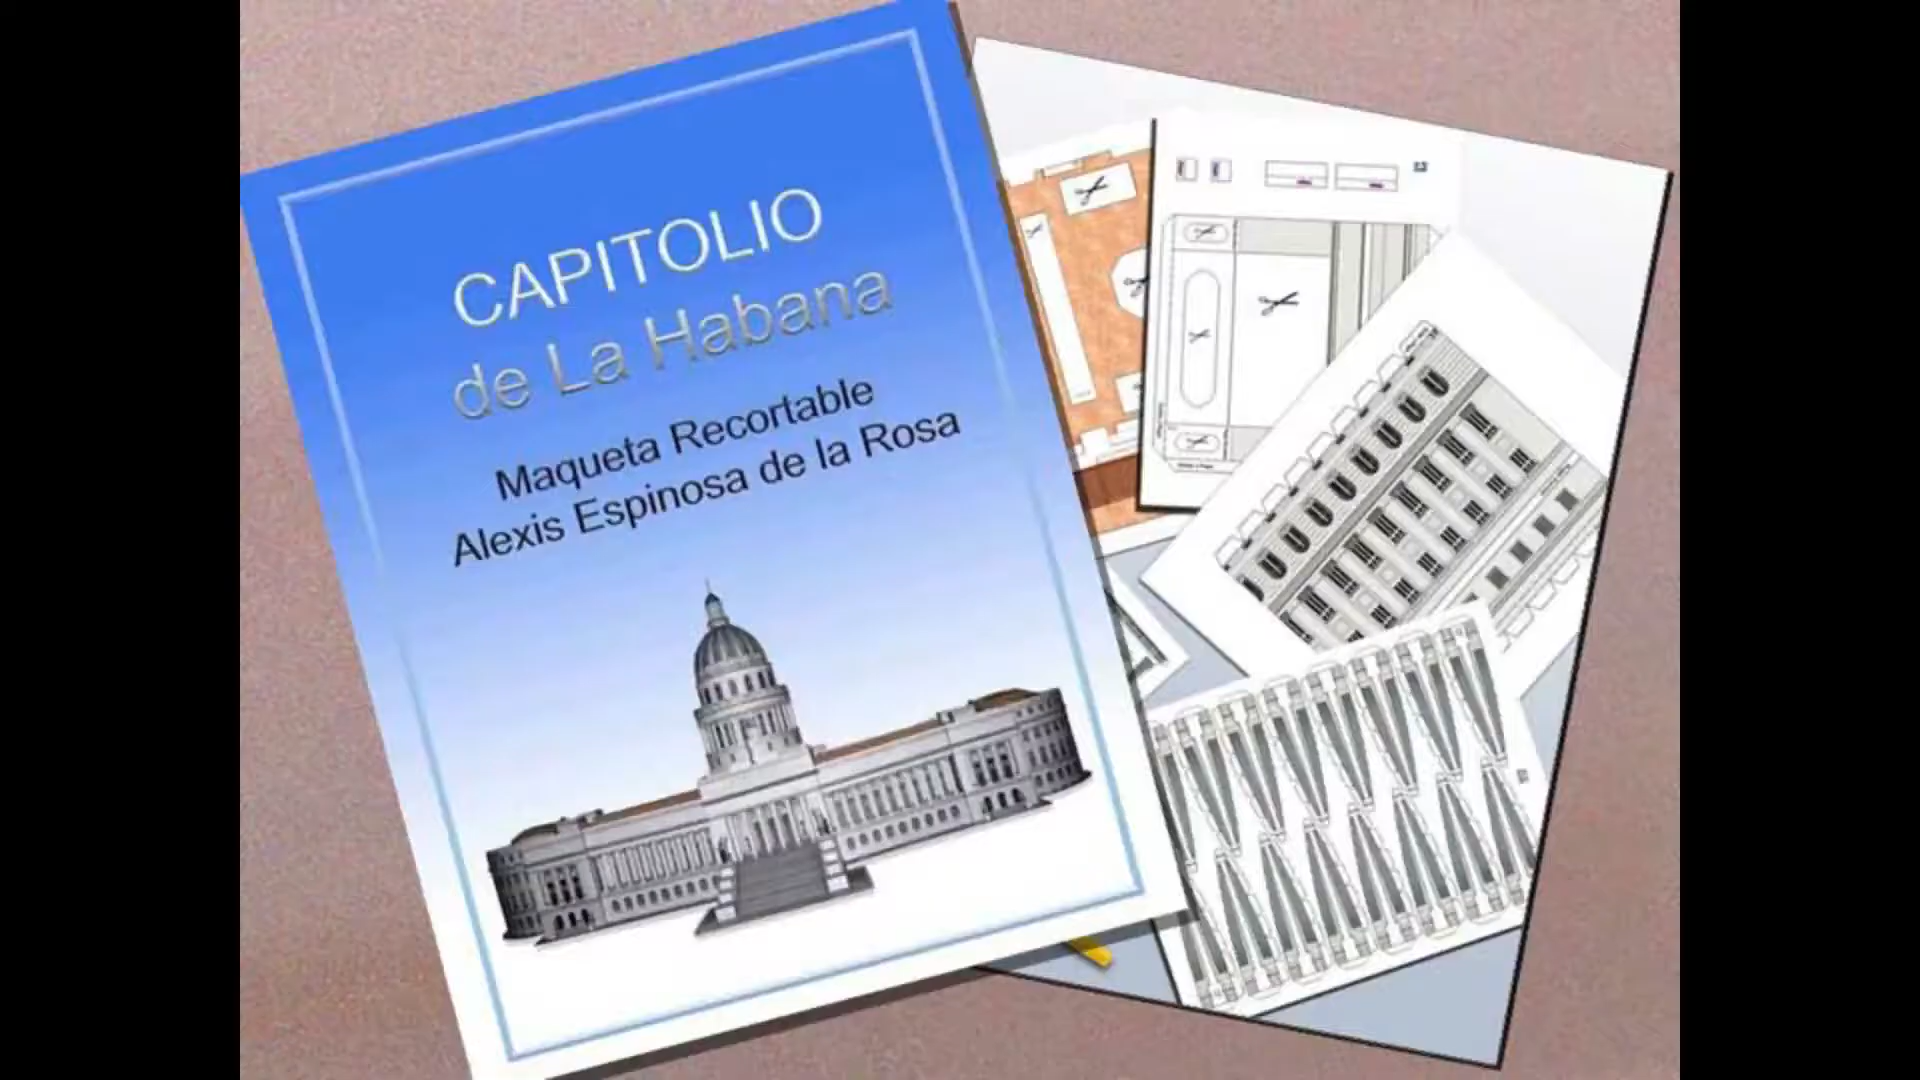 CAPITOLIO
de La Habana
Maqueta Recortable
Alexis Espinosa de la Rosa